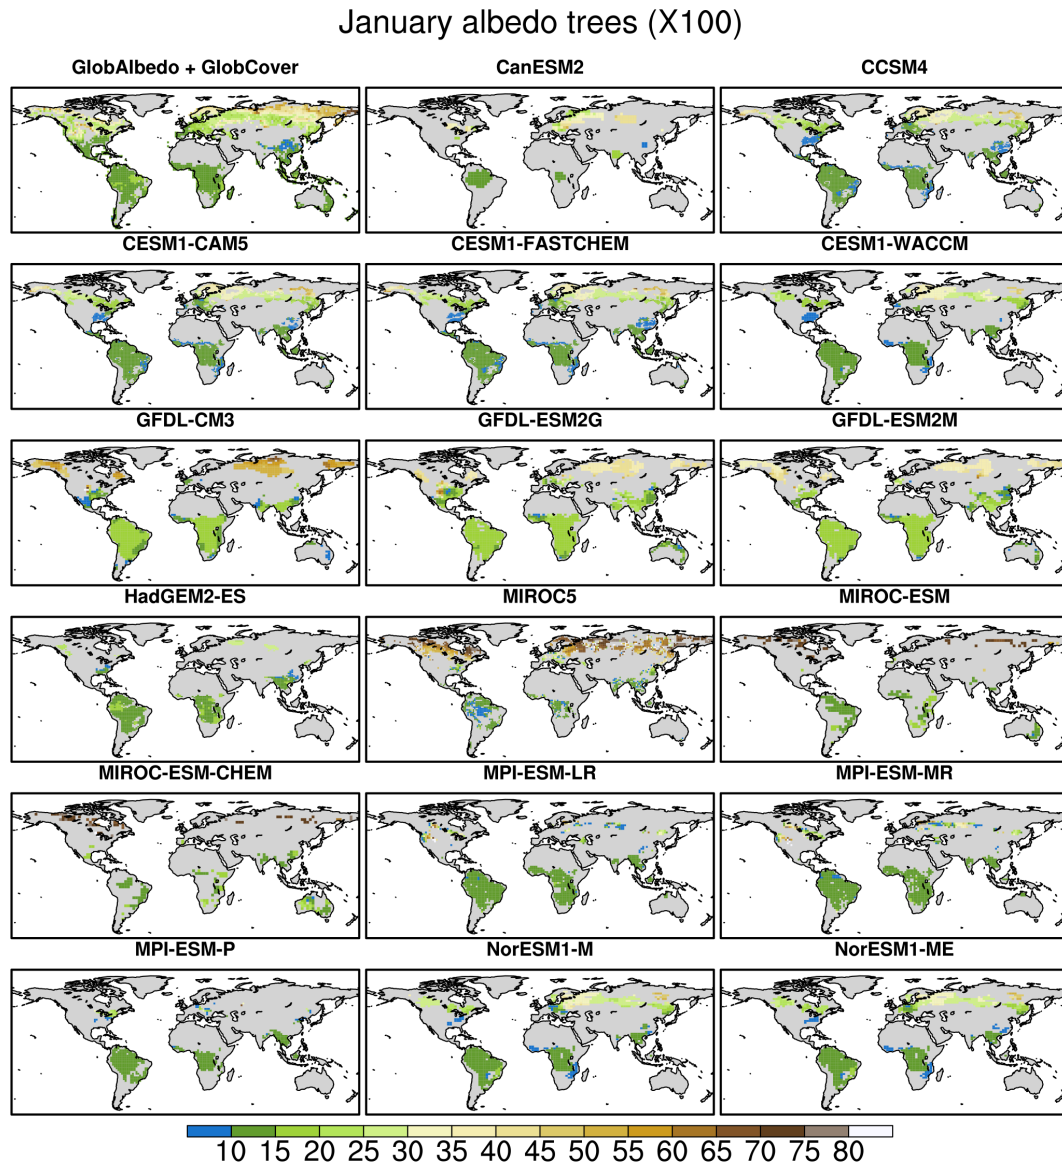 January albedo trees (X100)
GlobAlbedo + GlobCover CanESM2 CCSM4
CESM1-CAM5 CESM1-FASTCHEM CESM1-WACCM
GFDL-CM3 GFDL-ESM2G GFDL-ESM2M
HadGEM2-ES MIROC5 MIROC-ESM
MIROC-ESM-CHEM MPI-ESM-LR MPI-ESM-MR
MPI-ESM-P NorESM1-M NorESM1-ME
10 15 20 25 30 35 40 45 50 55 60 65 70 75 80